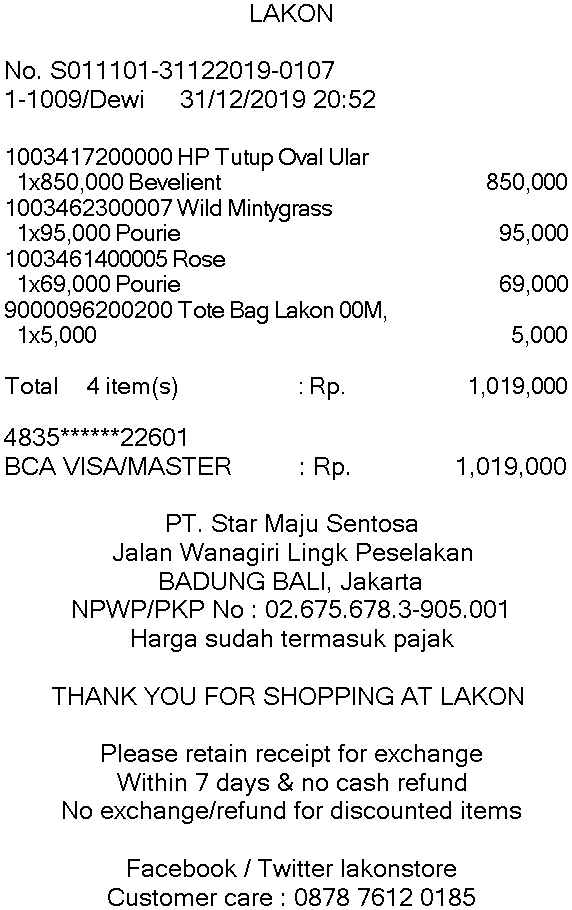 LAKON
No. S011101-31122019-0107
1-1009/Dewi 31/12/2019 20:52
1003417200000 HP Tutup Oval Ular
1x850,000 Bevelient 850,000
1003462300007 Wild Mintygrass
1x95,000 Pourie 95,000
1003461400005 Rose
1x69,000 Pourie 69,000
9000096200200 Tote Bag Lakon 00M,
1x5,000 5,000
Total 4 item(s) : Rp. 1,019,000
4835******22601
BCA VISA/MASTER : Rp. 1,019,000
PT. Star Maju Sentosa
Jalan Wanagiri Lingk Peselakan
BADUNG BALI, Jakarta
NPWP/PKP No : 02.675.678.3-905.001
Harga sudah termasuk pajak
THANK YOU FOR SHOPPING AT LAKON
Please retain receipt for exchange
Within 7 days & no cash refund
No exchange/refund for discounted items
Facebook / Twitter lakonstore
Customer care : 0878 7612 0185